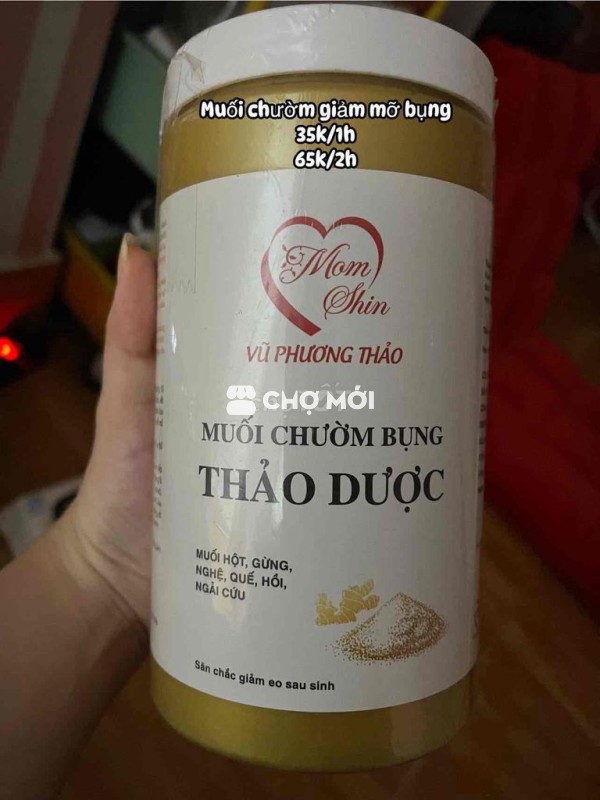 Muối chườm giảm mỡ bụng
35k/1h
65k/2h
Mom
Shin
VŨ PHƯƠNG THẢO
CHỢ MỚI
MUỐI CHƯỜM BỤNG
THẢO DƯỢC
MUỐI HỘT, GỪNG,
NGHỆ, QUẾ, HỒI,
NGẢI CỨU
Săn chắc giảm eo sau sinh